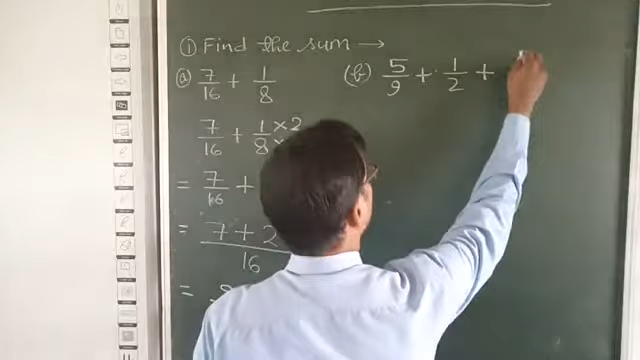 ① Find the sum →
ⓐ 7/16 + 1/8
7/16 + 1×2/8×
= 7/16 +
= 7 + 2/16
=
(b) 5/9 + 1/2 +